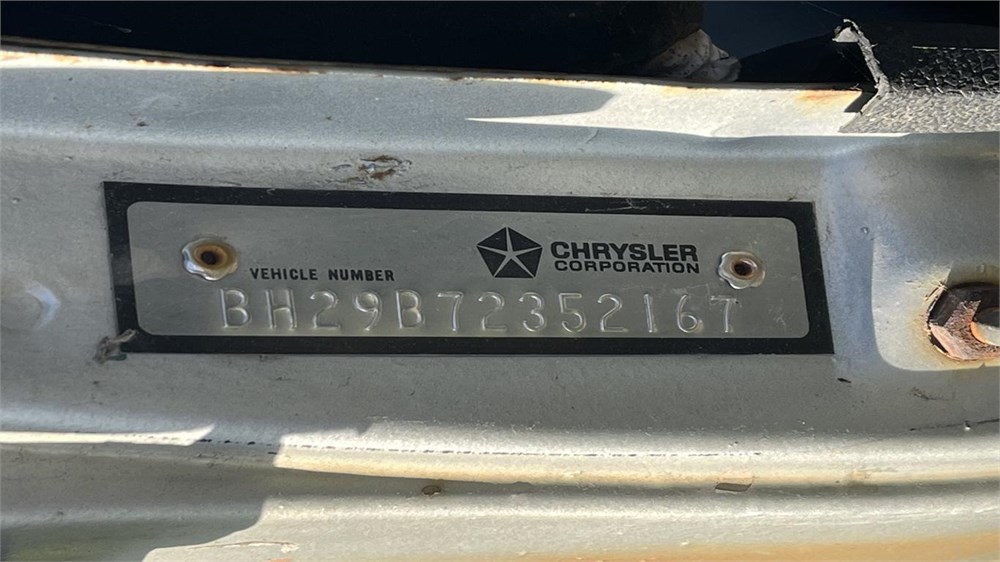 CHRYSLER
CORPORATION
VEHICLE NUMBER
BH29B72352167